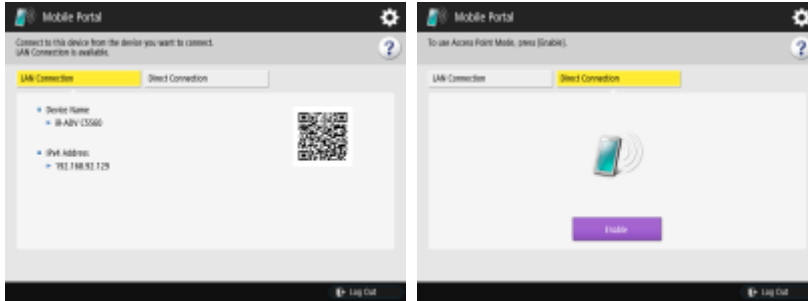 Mobile Portal
Connect to this device from the device you want to connect.
LAN Connection is available.
?
LAN Connection
Direct Connection
Device Name
iR-ADV C5560
IPv4 Address
192.168.92.129
Log Out
Mobile Portal
To use Access Point Mode, press [Enable].
?
LAN Connection
Direct Connection
Enable
Log Out